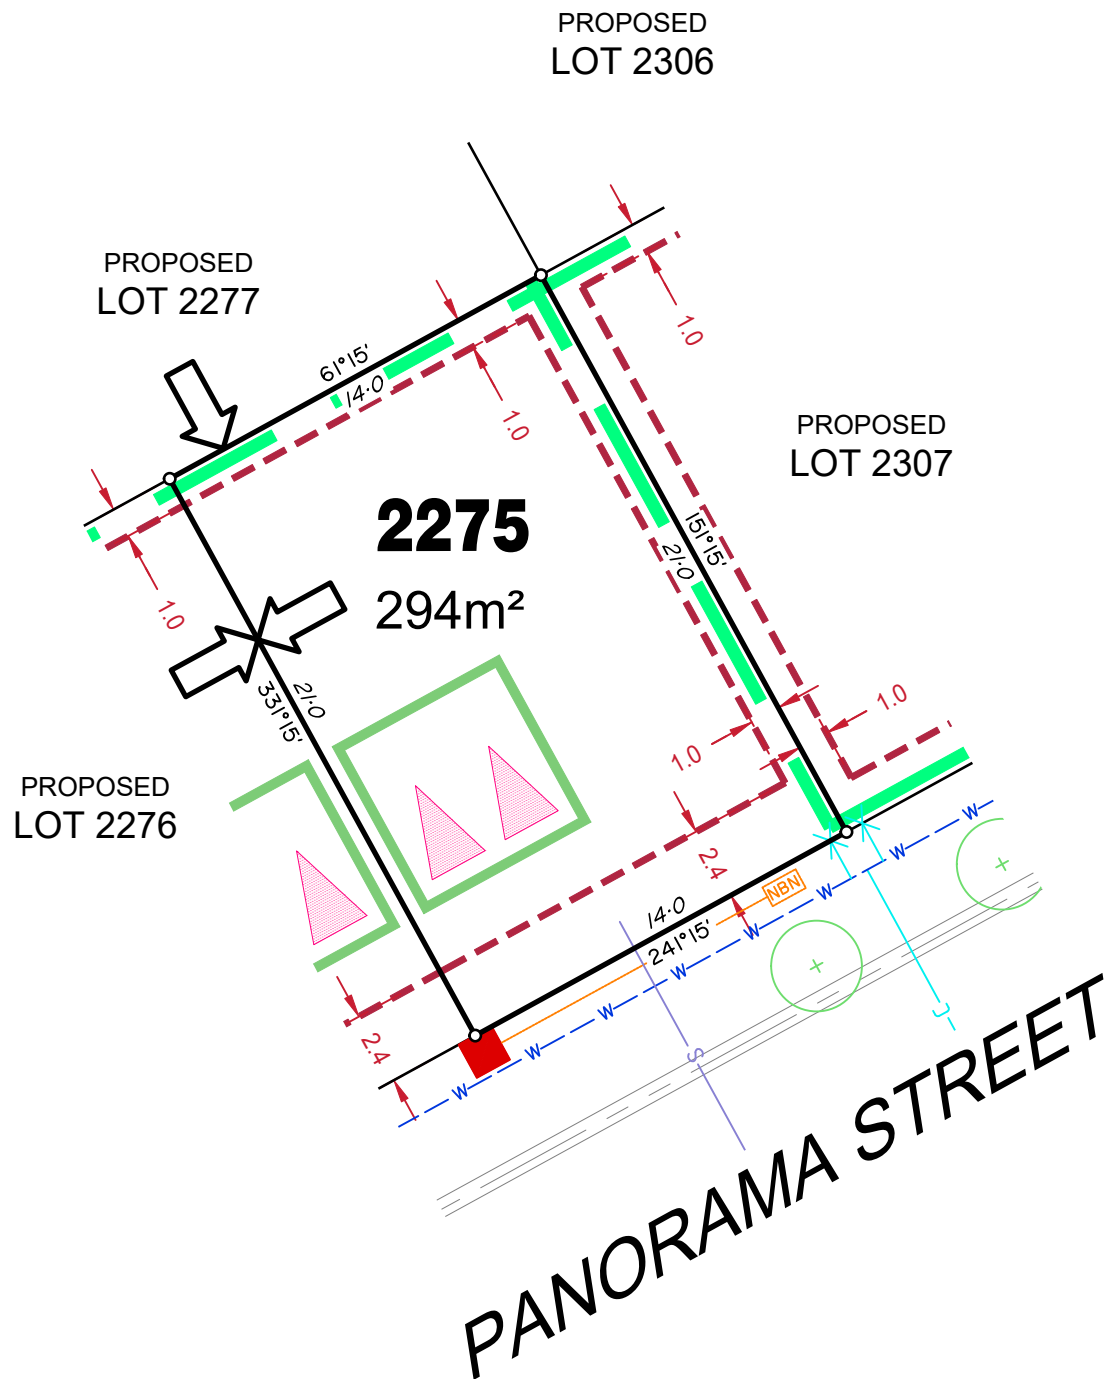 PROPOSED
LOT 2306
PROPOSED
LOT 2277
61°15'
14·0
1.0
1.0
PROPOSED
LOT 2307
2275
294m²
151°15'
21·0
1.0
21·0
331°15'
1.0
1.0
PROPOSED
LOT 2276
2.4
14·0
241°15'
NBN
W
W
W
W
W
W
W
W
2.4
S
J
PANORAMA STREET